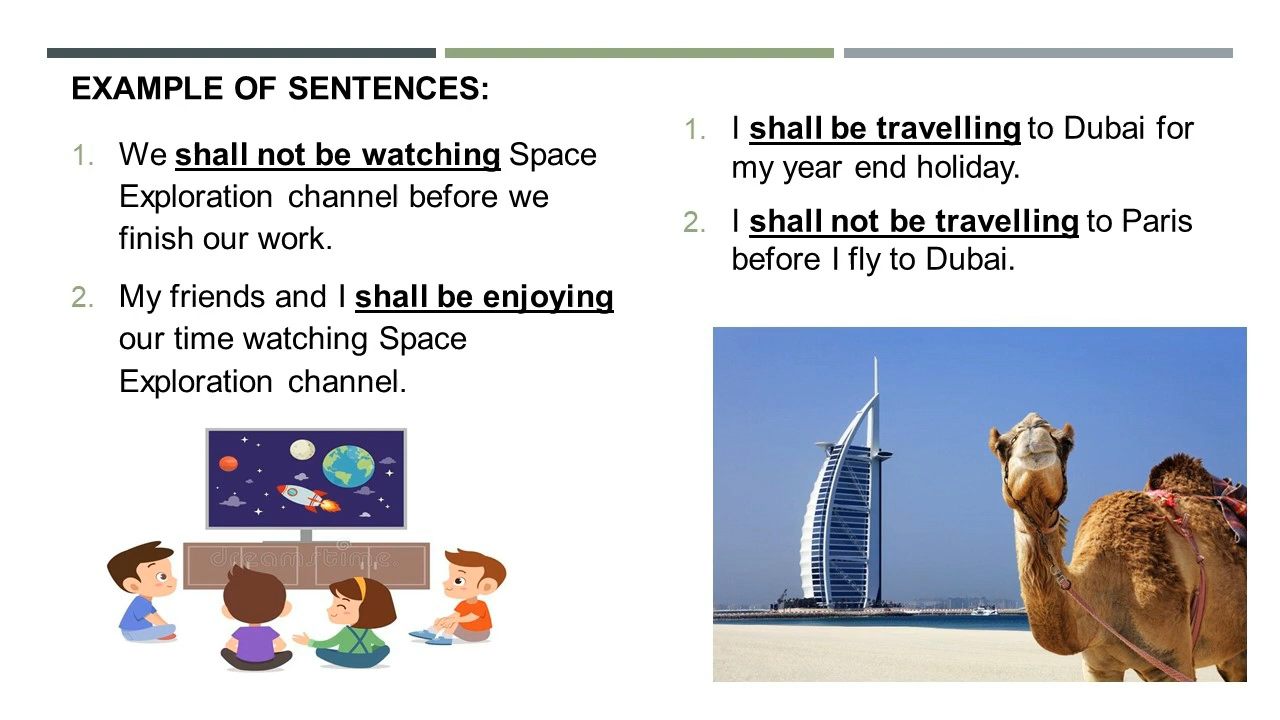 EXAMPLE OF SENTENCES:
1. We shall not be watching Space
Exploration channel before we
finish our work.
2. My friends and I shall be enjoying
our time watching Space
Exploration channel.
dreamstime
1. I shall be travelling to Dubai for
my year end holiday.
2. I shall not be travelling to Paris
before I fly to Dubai.